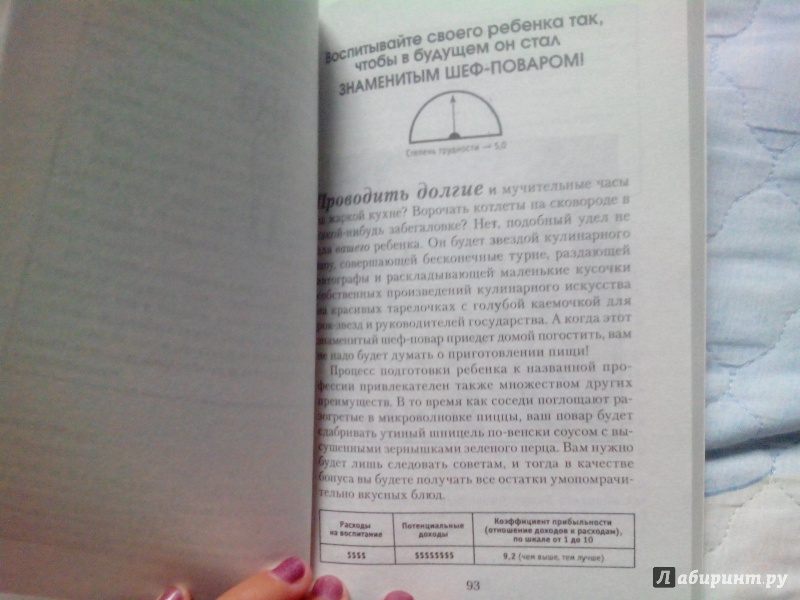 Воспитывайте своего ребенка так,
чтобы в будущем он стал
ЗНАМЕНИТЫМ ШЕФ-ПОВАРОМ!
Степень трудности — 5,0
Проводить долгие и мучительные часы
жаркой кухне? Ворочать котлеты на сковороде в
какой-нибудь забегаловке? Нет, подобный удел не
для вашего ребенка. Он будет звездой кулинарного
шоу, совершающей бесконечные турне, раздающей
автографы и раскладывающей маленькие кусочки
собственных произведений кулинарного искусства
на красивых тарелочках с голубой каемочкой для
рок-звезд и руководителей государства. А когда этот
знаменитый шеф-повар приедет домой погостить, вам
не надо будет думать о приготовлении пищи!
Процесс подготовки ребенка к названной про-
фессии привлекателен также множеством других
преимуществ. В то время как соседи поглощают ра-
зогретые в микроволновке пиццы, ваш повар будет
сдабривать утиный шницель по-венски соусом с вы-
сушенными зернышками зеленого перца. Вам нужно
будет лишь следовать советам, и тогда в качестве
бонуса вы будете получать все остатки умопомрачи-
тельно вкусных блюд.
Расходы на воспитание
Потенциальные доходы
Коэффициент прибыльности (отношение доходов к расходам), по шкале от 1 до 10
$$$$
$$$$$$$$
9,2 (чем выше, тем лучше)
93
Лабиринт.ру